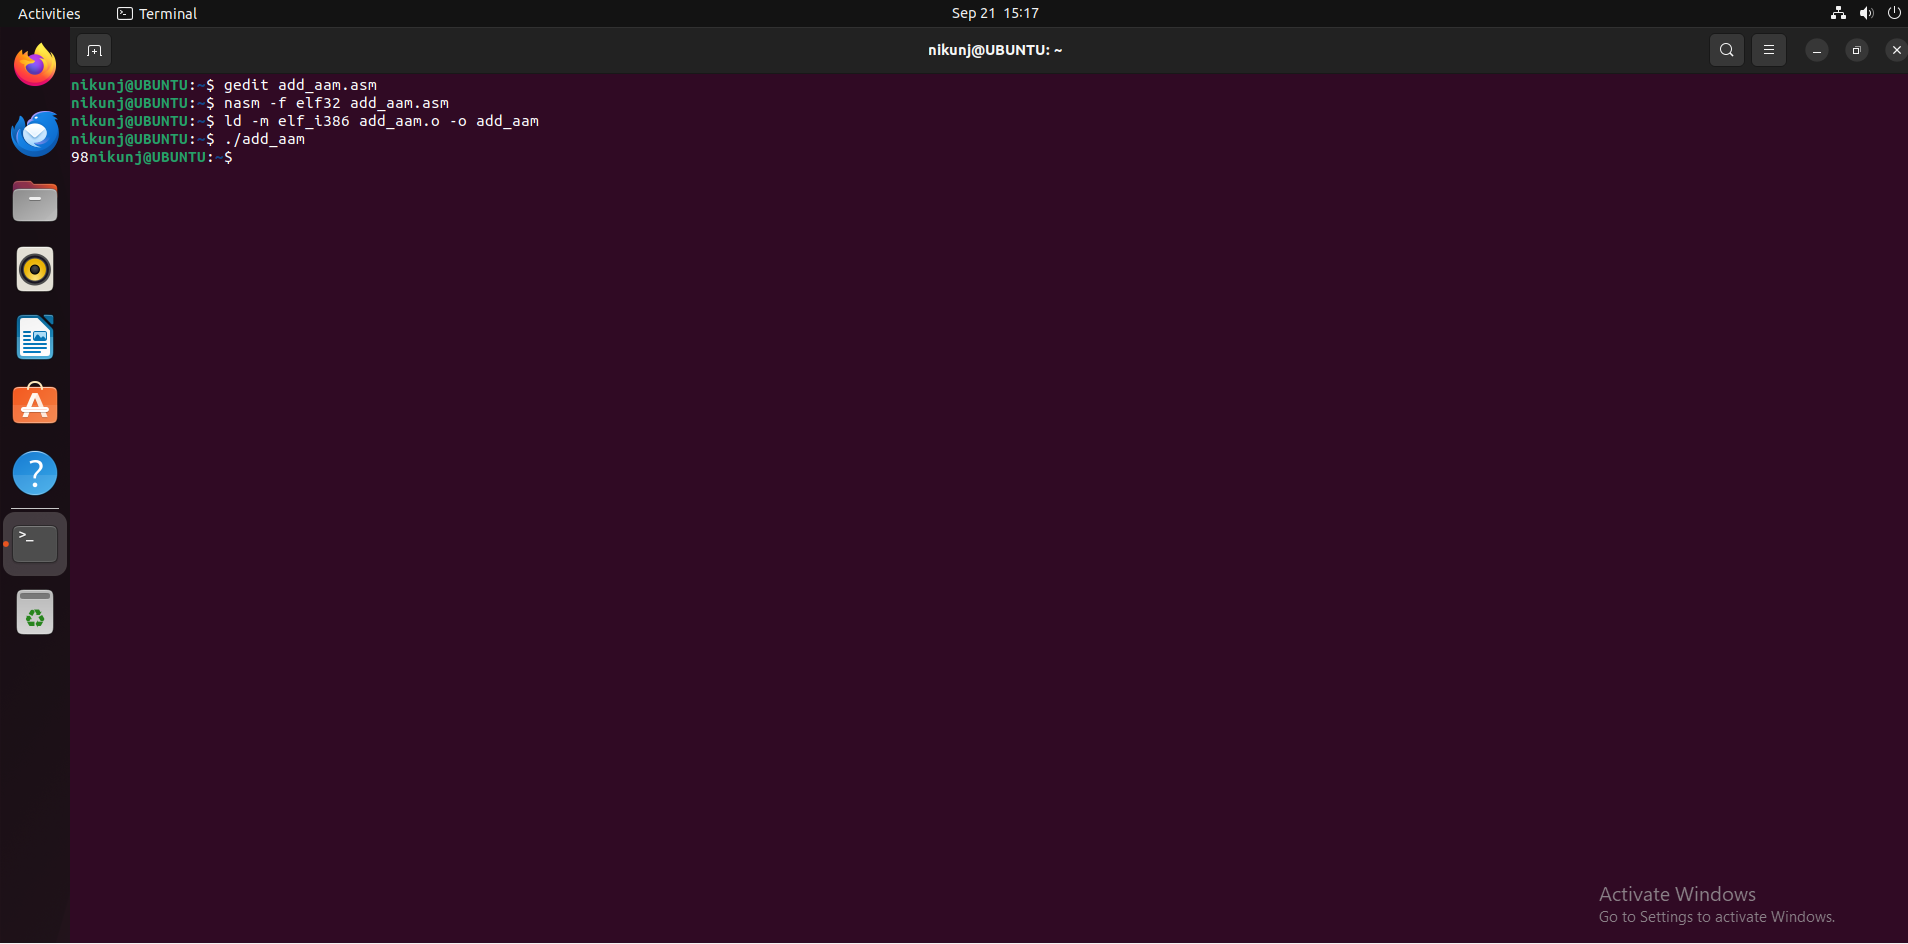 Activities Terminal Sep 21 15:17
nikunj@UBUNTU: ~
nikunj@UBUNTU:~$ gedit add_aam.asm
nikunj@UBUNTU:~$ nasm -f elf32 add_aam.asm
nikunj@UBUNTU:~$ ld -m elf_i386 add_aam.o -o add_aam
nikunj@UBUNTU:~$ ./add_aam
98nikunj@UBUNTU:~$
Activate Windows
Go to Settings to activate Windows.